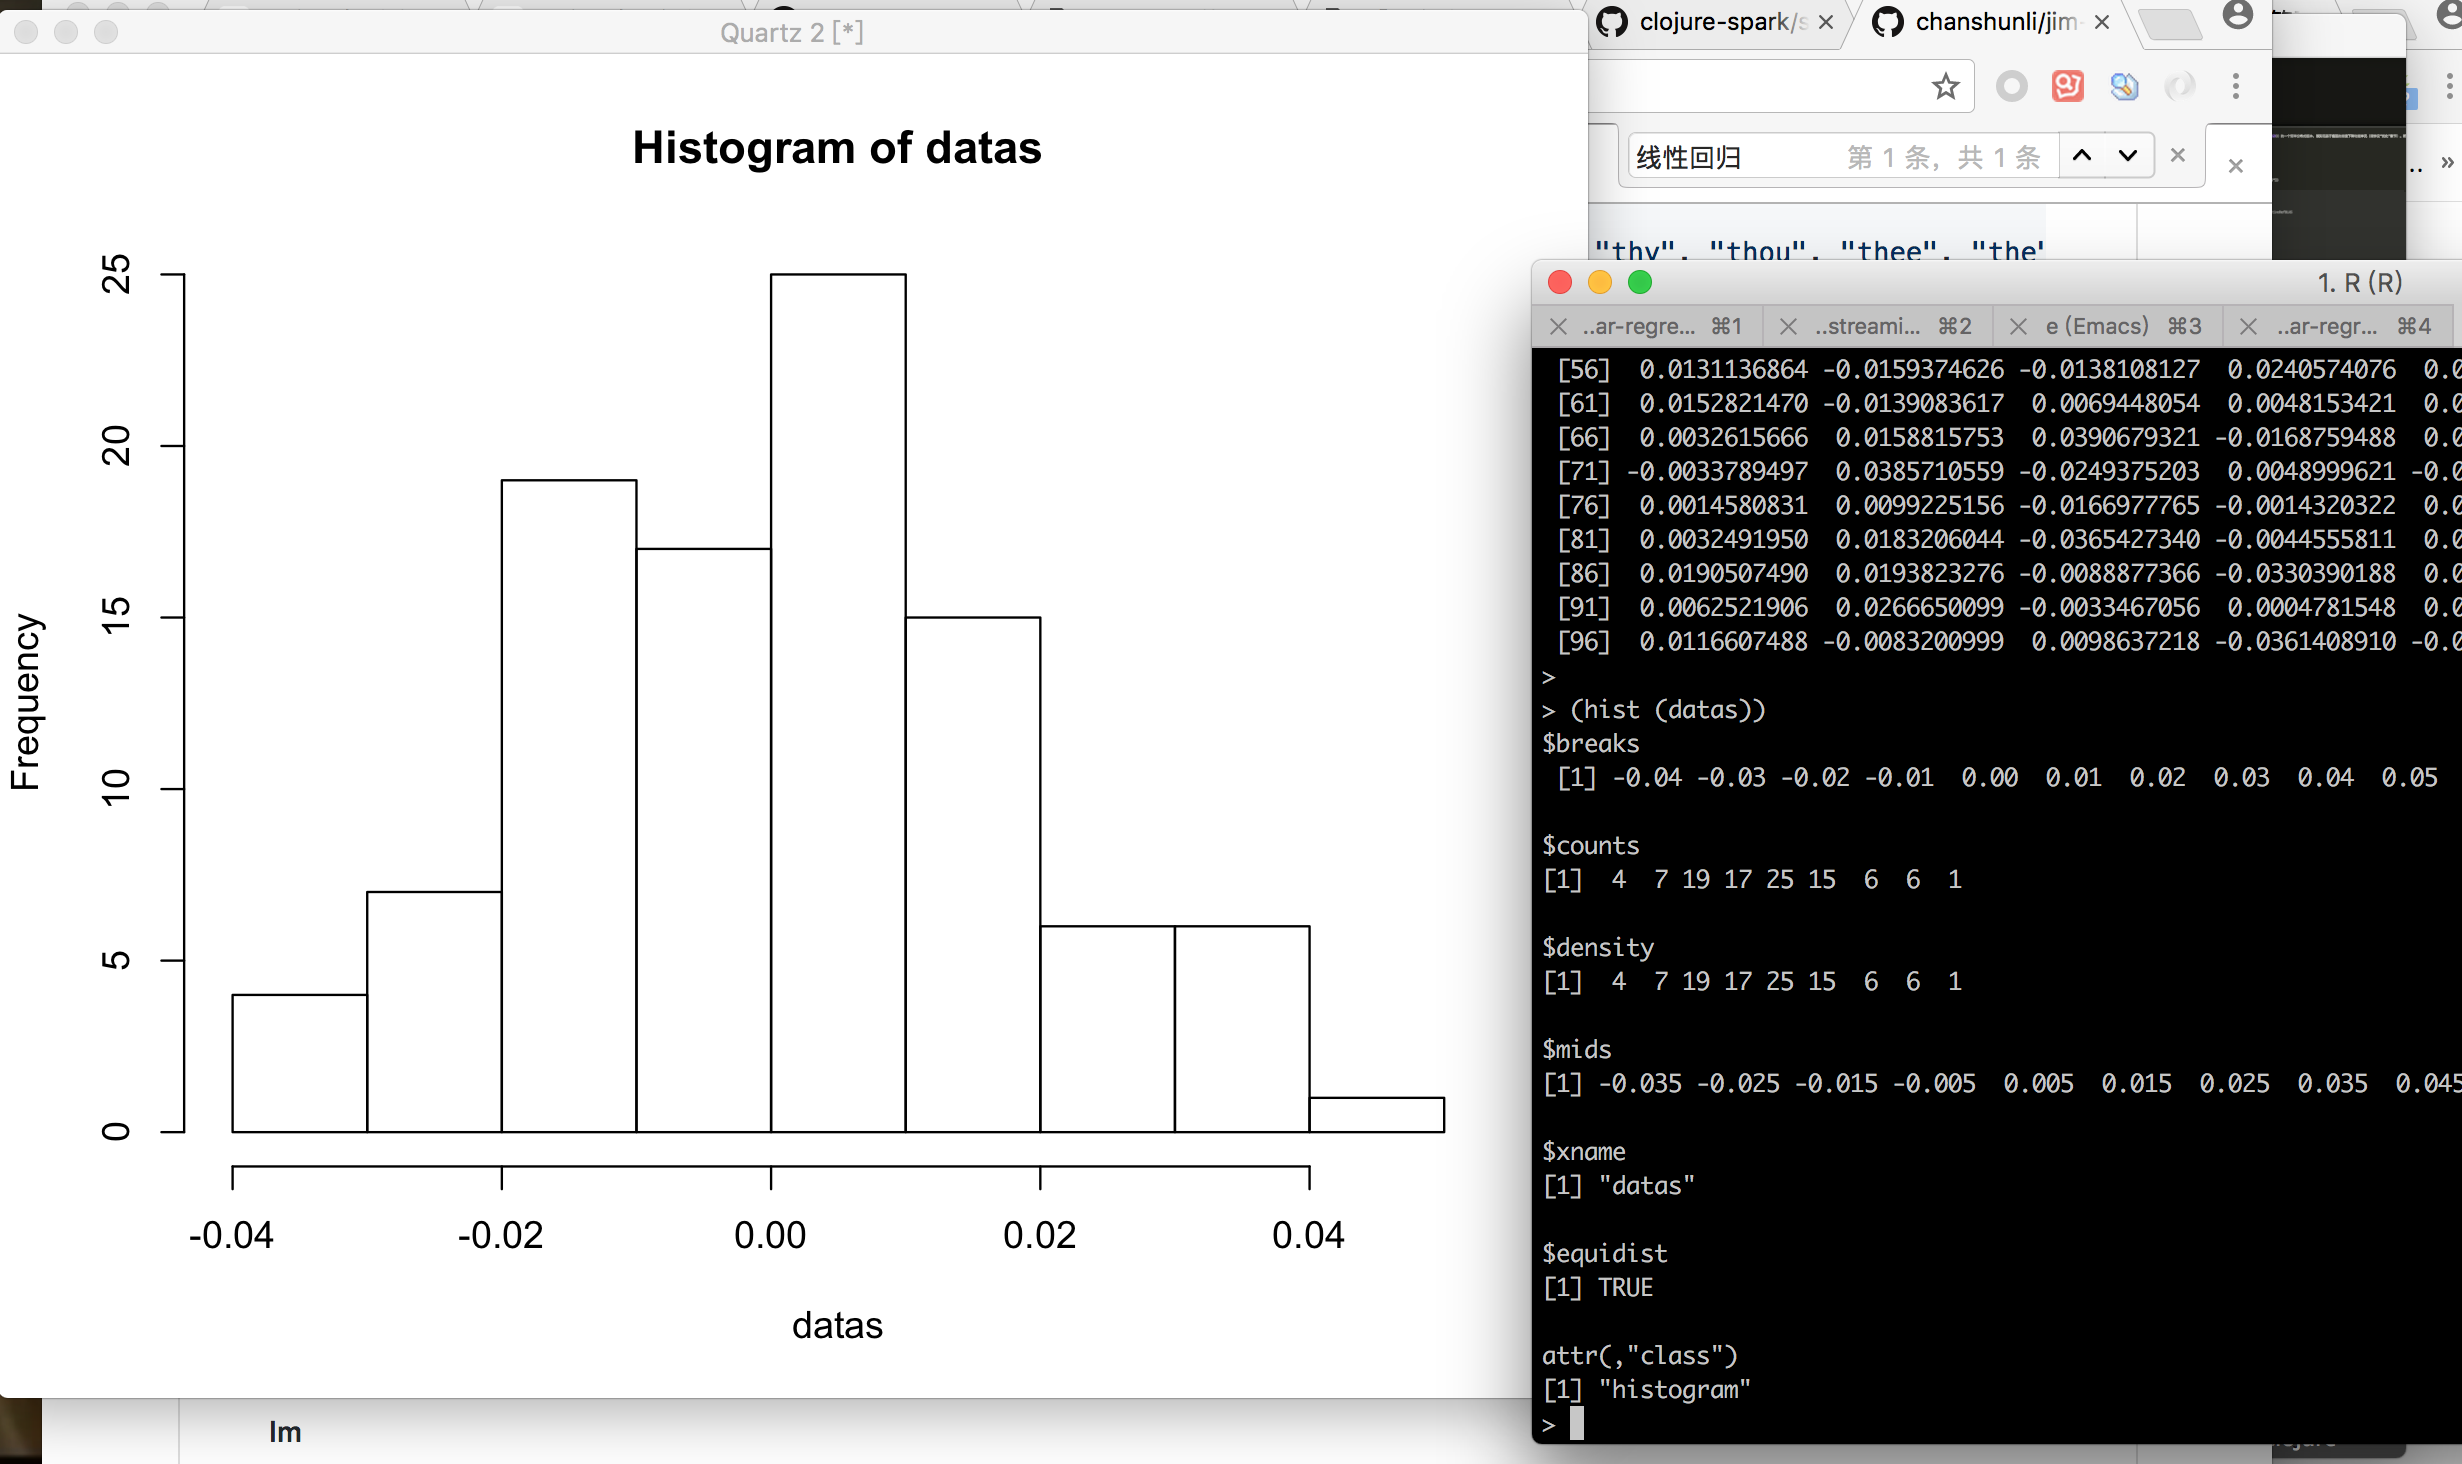 Quartz 2 [*]
Histogram of datas
25
20
15
10
5
0
Frequency
-0.04 -0.02 0.00 0.02 0.04
datas
lm
clojure-spark/s
chanshunli/jim-
线性回归 第 1 条，共 1 条
"thy", "thou", "thee", "the'
1. R (R)
..ar-regre... ⌘1 ..streami... ⌘2 e (Emacs) ⌘3 ..ar-regr... ⌘4
[56] 0.0131136864 -0.0159374626 -0.0138108127 0.0240574076 0.0
[61] 0.0152821470 -0.0139083617 0.0069448054 0.0048153421 0.0
[66] 0.0032615666 0.0158815753 0.0390679321 -0.0168759488 0.0
[71] -0.0033789497 0.0385710559 -0.0249375203 0.0048999621 -0.0
[76] 0.0014580831 0.0099225156 -0.0166977765 -0.0014320322 0.0
[81] 0.0032491950 0.0183206044 -0.0365427340 -0.0044555811 0.0
[86] 0.0190507490 0.0193823276 -0.0088877366 -0.0330390188 0.0
[91] 0.0062521906 0.0266650099 -0.0033467056 0.0004781548 0.0
[96] 0.0116607488 -0.0083200999 0.0098637218 -0.0361408910 -0.0
>
> (hist (datas))
$breaks
[1] -0.04 -0.03 -0.02 -0.01 0.00 0.01 0.02 0.03 0.04 0.05
$counts
[1] 4 7 19 17 25 15 6 6 1
$density
[1] 4 7 19 17 25 15 6 6 1
$mids
[1] -0.035 -0.025 -0.015 -0.005 0.005 0.015 0.025 0.035 0.045
$xname
[1] "datas"
$equidist
[1] TRUE
attr(,"class")
[1] "histogram"
>